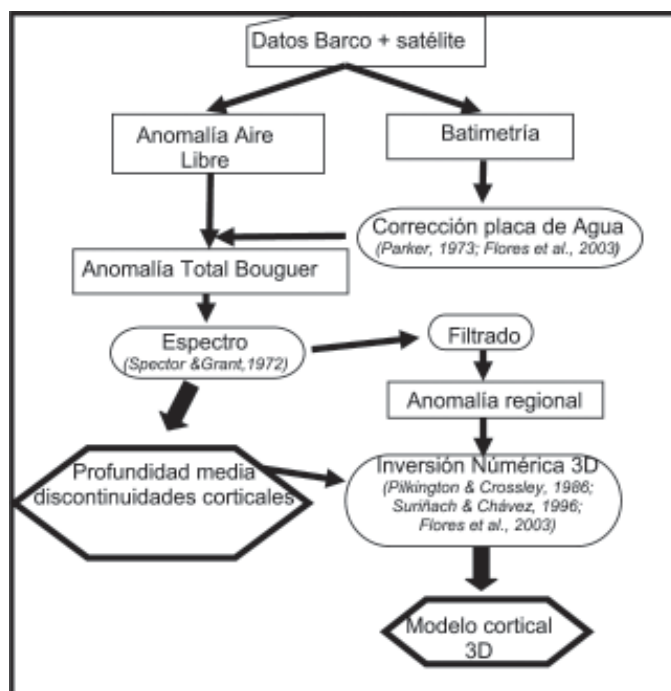 Datos Barco + satélite
Anomalía Aire
Libre
Batimetría
Corrección placa de Agua
(Parker, 1973; Flores et al., 2003)
Anomalía Total Bouguer
Espectro
(Spector &Grant,1972)
Filtrado
Anomalía regional
Profundidad media
discontinuidades corticales
Inversión Númérica 3D
(Pilkington & Crossley, 1986;
Suriñach & Chávez, 1996;
Flores et al., 2003)
Modelo cortical
3D